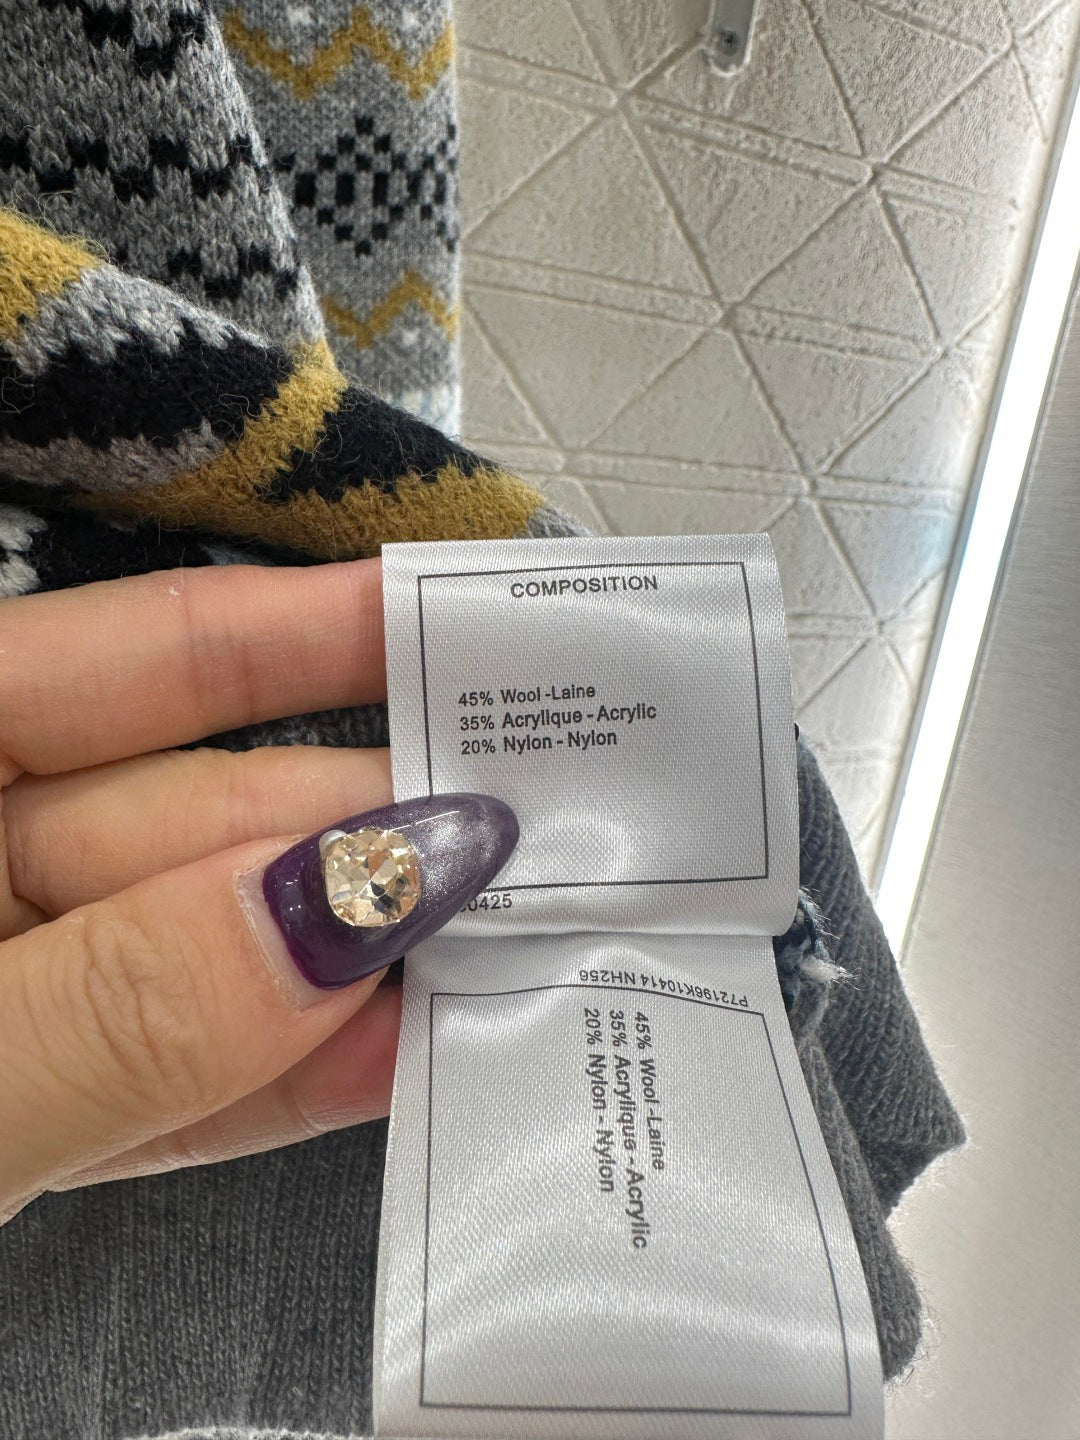 COMPOSITION
45% Wool -Laine
35% Acrylique - Acrylic
20% Nylon - Nylon
0425
P72196K10414 NH256
45% Wool -Laine
35% Acrylique - Acrylic
20% Nylon - Nylon